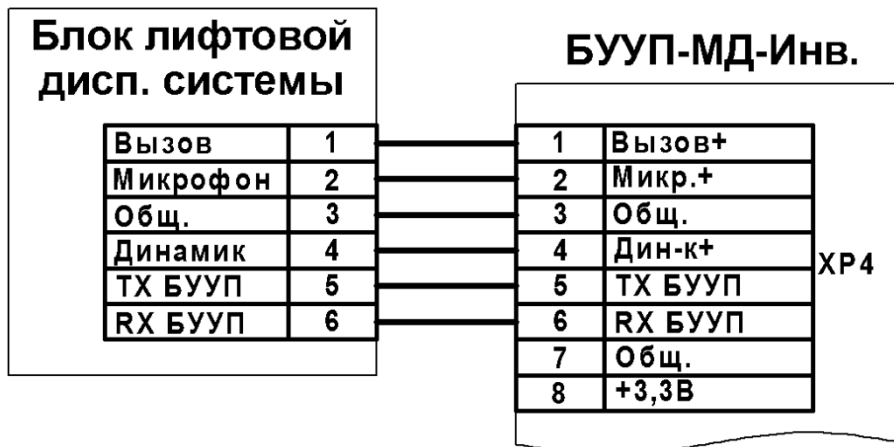 Блок лифтовой
дисп. системы
БУУП-МД-Инв.
Вызов 1
Микрофон 2
Общ. 3
Динамик 4
TX БУУП 5
RX БУУП 6
1 Вызов+
2 Микр.+
3 Общ.
4 Дин-к+
5 TX БУУП
6 RX БУУП
7 Общ.
8 +3,3В
XP4